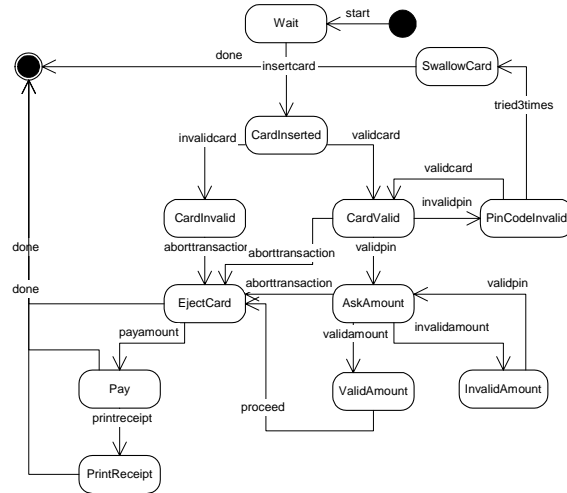 Wait
start
done
insertcard
SwallowCard
tried3times
CardInserted
invalidcard
validcard
validcard
CardInvalid
CardValid
invalidpin
PinCodeInvalid
aborttransaction
aborttransaction
validpin
done
done
EjectCard
aborttransaction
AskAmount
validpin
payamount
validamount
invalidamount
Pay
ValidAmount
InvalidAmount
printreceipt
proceed
PrintReceipt